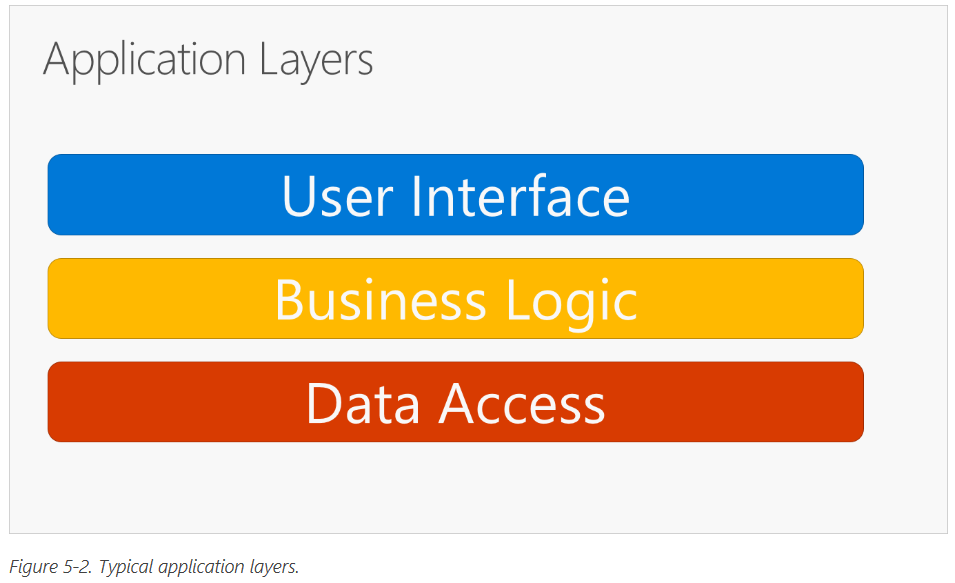 Application Layers
User Interface
Business Logic
Data Access
Figure 5-2. Typical application layers.